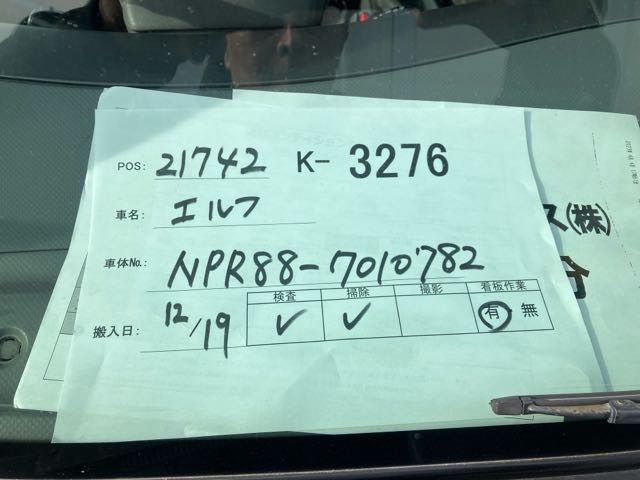 POS: 21742 K- 3276
車名: エルフ
車体No.: NPR88-7010782
搬入日: 12/19
検査 掃除 撮影 看板作業
✓ ✓ 有 無
ス(株)